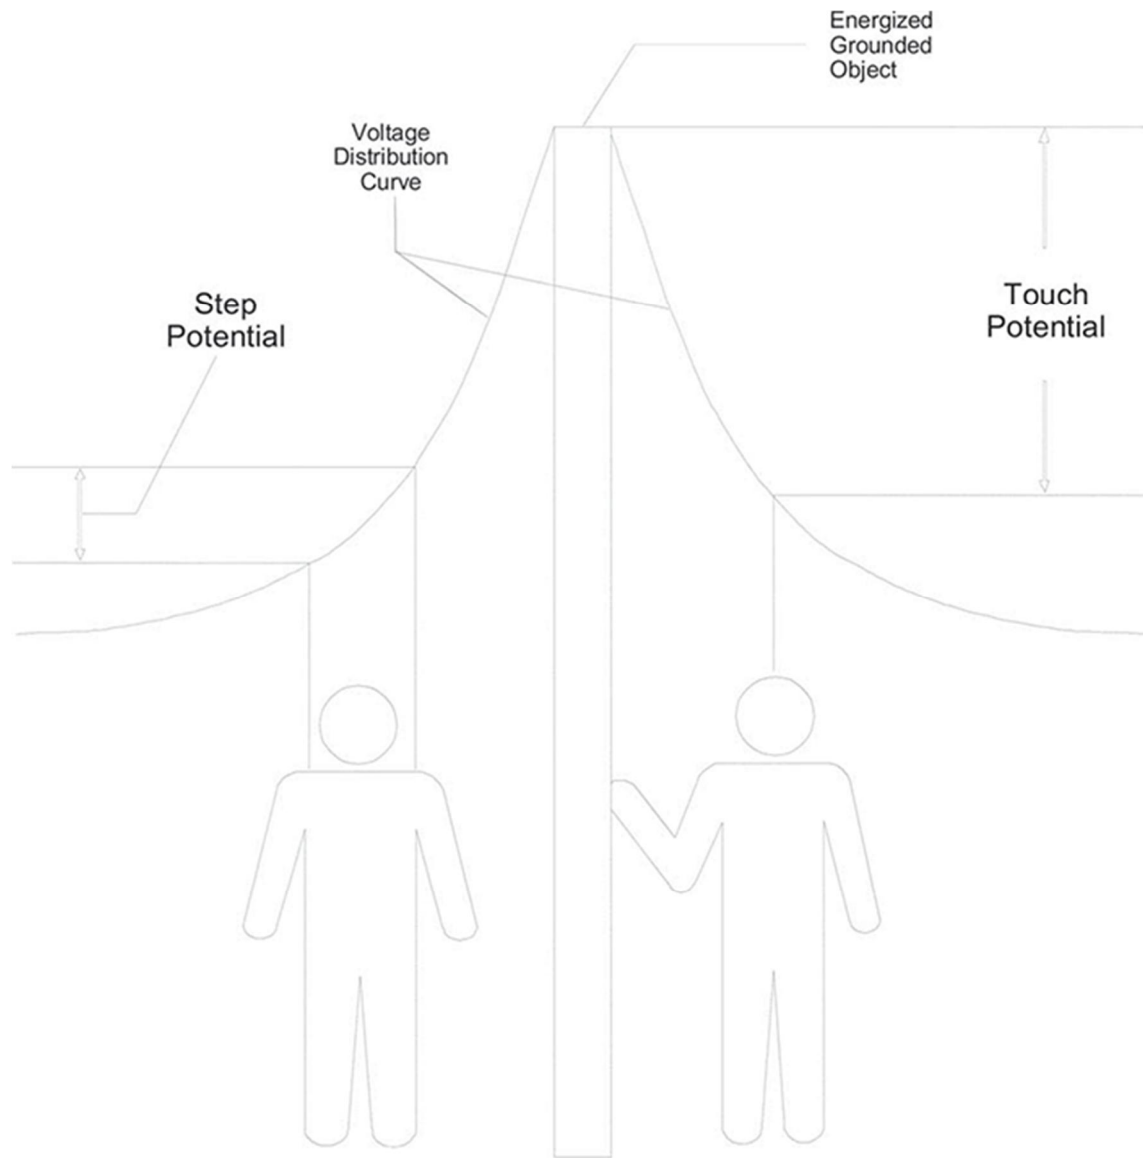 Energized
Grounded
Object
Voltage
Distribution
Curve
Step
Potential
Touch
Potential